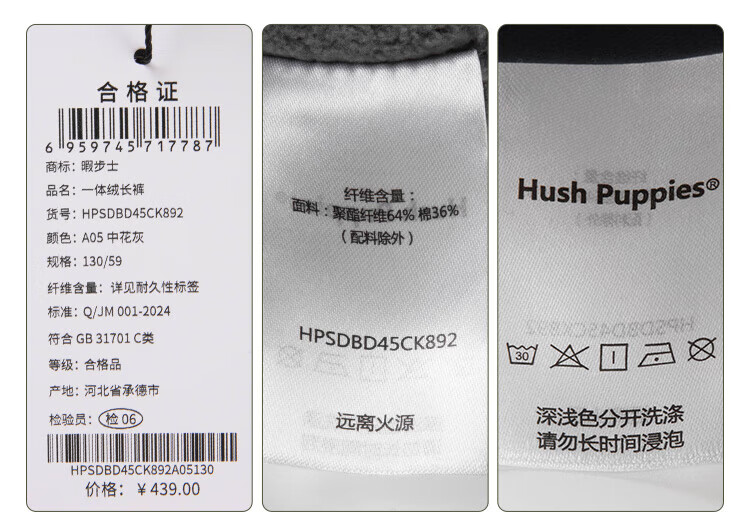 合格证
6 959745 717787
商标：暇步士
品名：一体绒长裤
货号：HPSDBD45CK892
颜色：A05 中花灰
规格：130/59
纤维含量：详见耐久性标签
标准：Q/JM 001-2024
符合 GB 31701 C类
等级：合格品
产地：河北省承德市
检验员：检 06
HPSDBD45CK892A05130
价格：￥439.00
纤维含量：
面料：聚酯纤维64% 棉36%
（配料除外）
HPSDBD45CK892
远离火源
Hush Puppies®
30
深浅色分开洗涤
请勿长时间浸泡